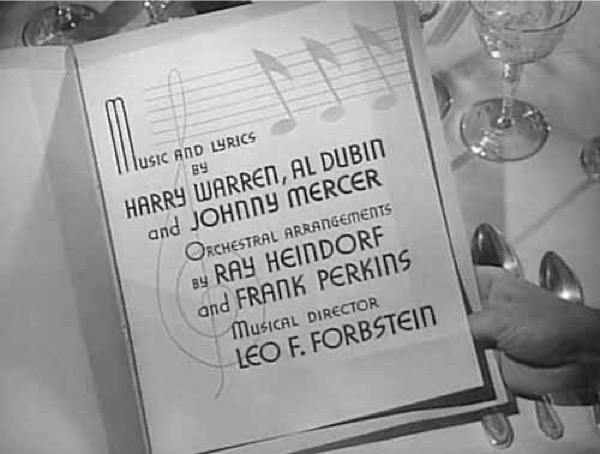 Music and Lyrics
by
Harry Warren, Al Dubin
and Johnny Mercer
Orchestral Arrangements
by Ray Heindorf
and Frank Perkins
Musical Director
Leo F. Forbstein